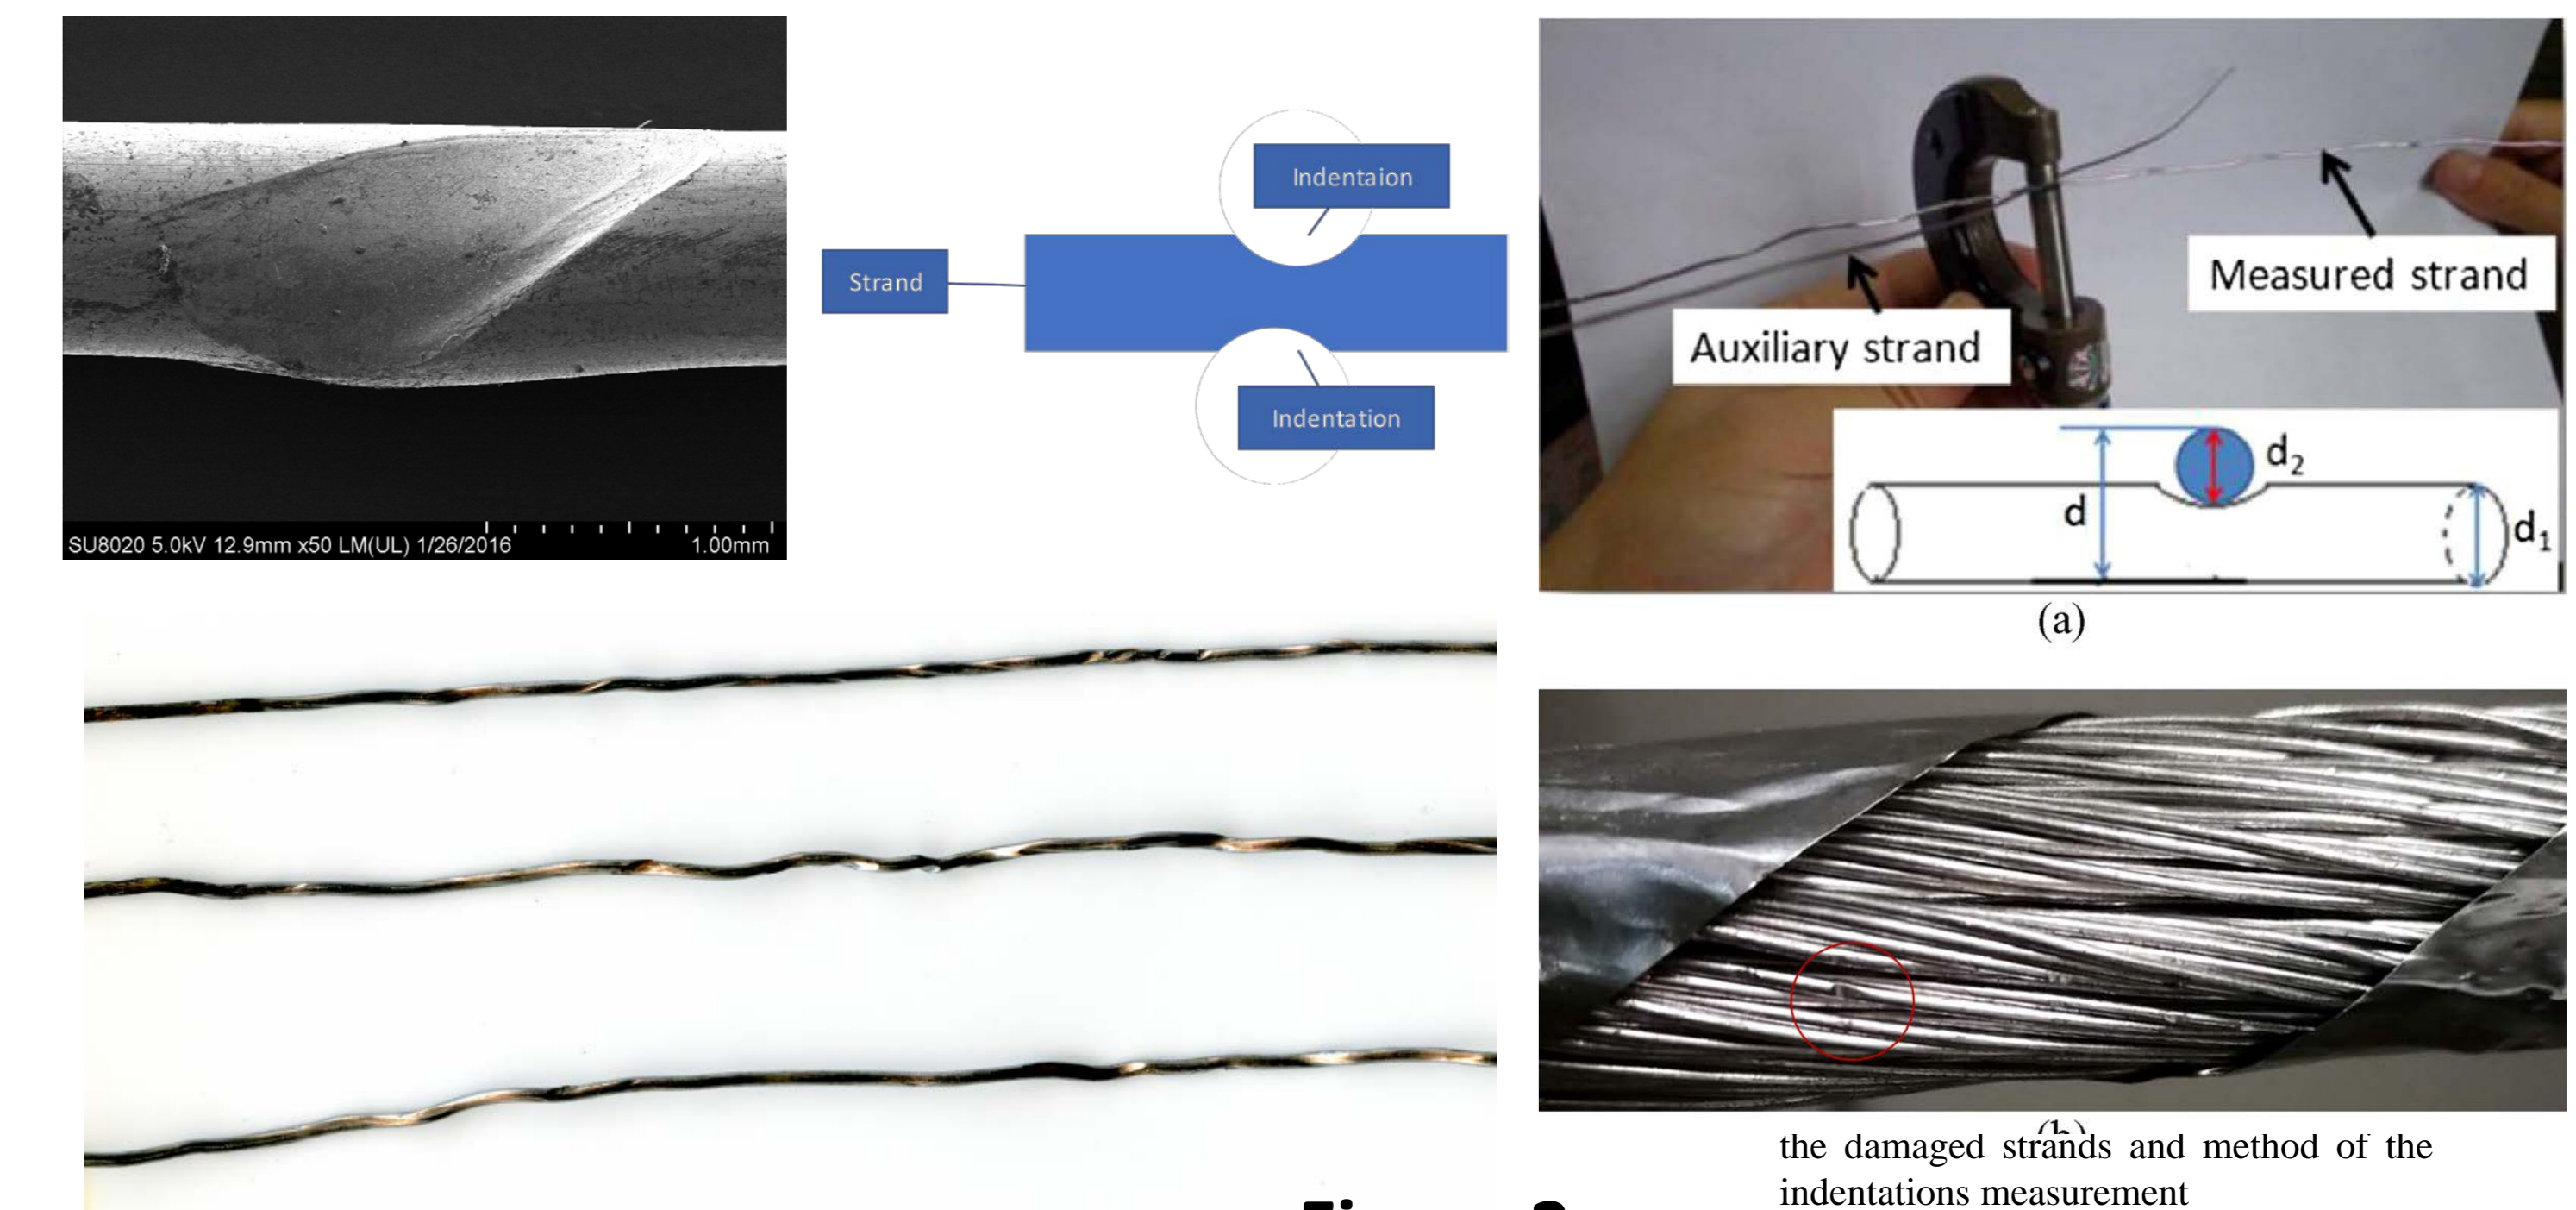 SU8020 5.0kV 12.9mm x50 LM(UL) 1/26/2016 1.00mm
Indentaion
Strand
Indentation
Measured strand
Auxiliary strand
d₂
d
d₁
(a)
the damaged strands and method of the
indentations measurement